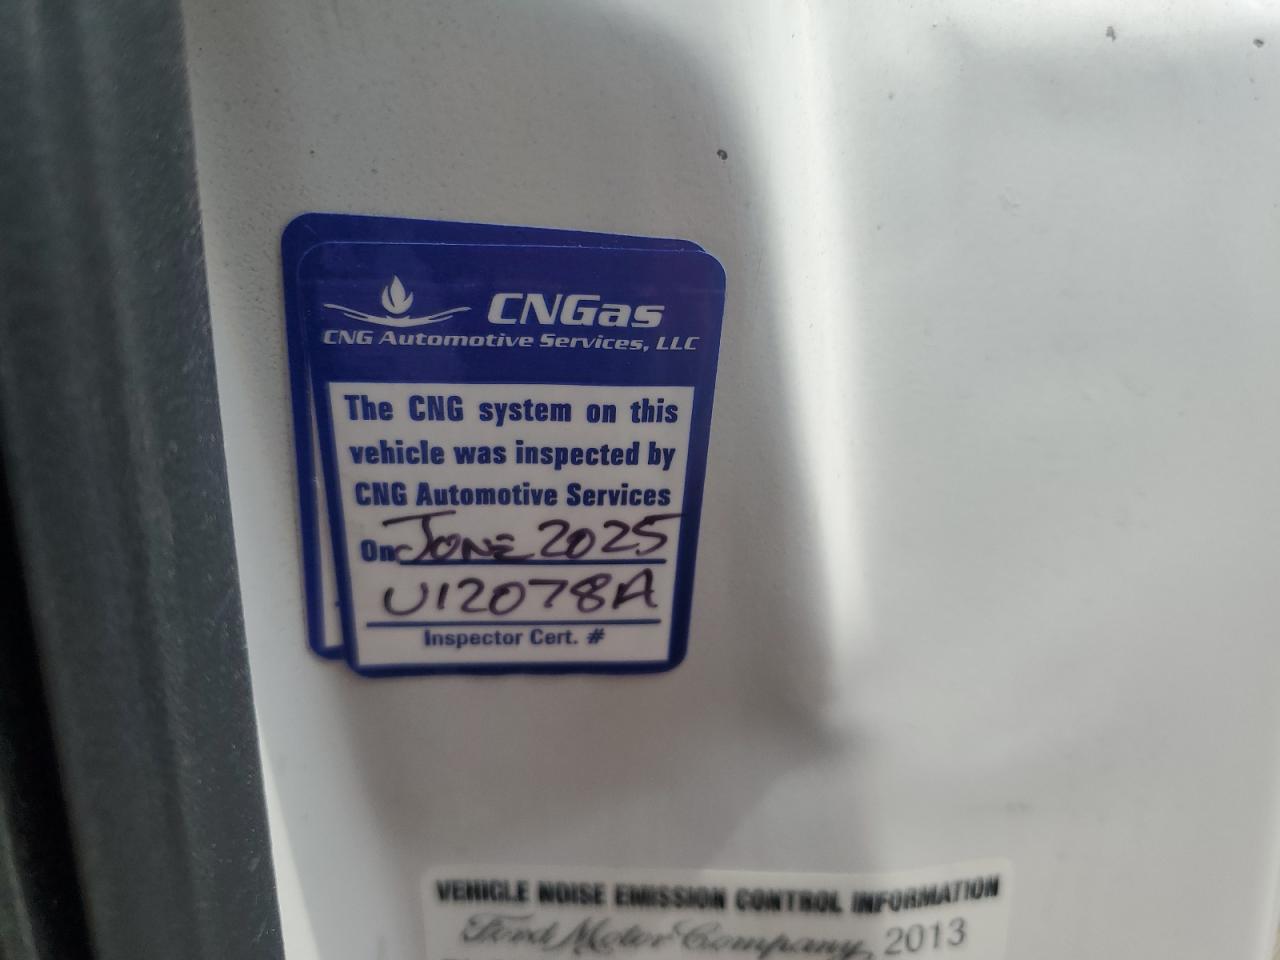 CNGas
CNG Automotive Services, LLC
The CNG system on this
vehicle was inspected by
CNG Automotive Services
On June 2025
U12078A
Inspector Cert. #
VEHICLE NOISE EMISSION CONTROL INFORMATION
Ford Motor Company 2013